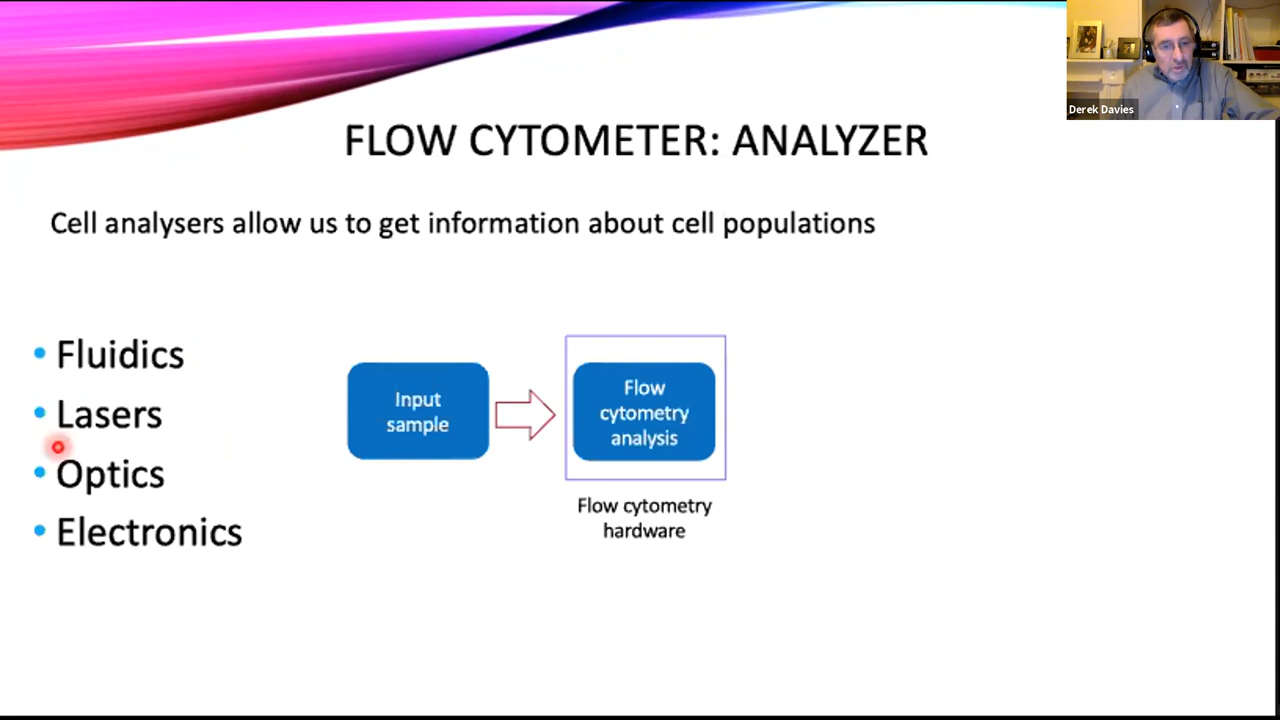 Derek Davies
FLOW CYTOMETER: ANALYZER
Cell analysers allow us to get information about cell populations
• Fluidics
• Lasers
• Optics
• Electronics
Input
sample
Flow
cytometry
analysis
Flow cytometry
hardware